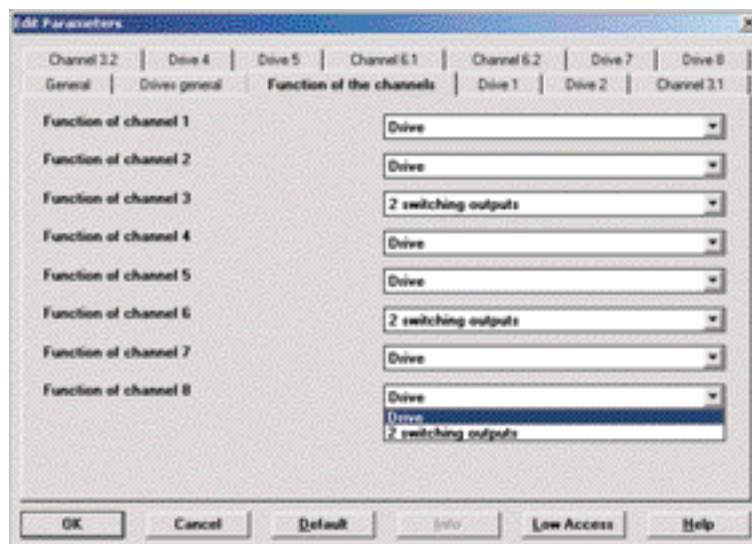 Edit Parameters
Channel 3.2 Drive 4 Drive 5 Channel 6.1 Channel 6.2 Drive 7 Drive 8
General Drives general Function of the channels Drive 1 Drive 2 Channel 3.1
Function of channel 1 Drive
Function of channel 2 Drive
Function of channel 3 2 switching outputs
Function of channel 4 Drive
Function of channel 5 Drive
Function of channel 6 2 switching outputs
Function of channel 7 Drive
Function of channel 8 Drive
Drive
2 switching outputs
OK Cancel Default Info Low Access Help